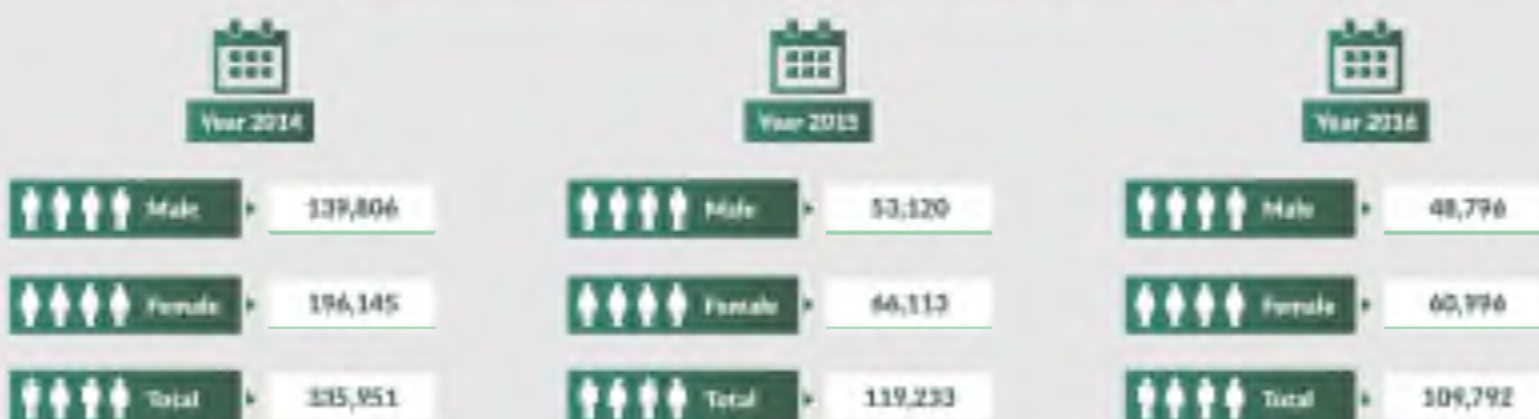 Year 2014 Year 2015 Year 2016
Male 139,806 Male 53,120 Male 48,796
Female 196,145 Female 66,113 Female 60,996
Total 335,951 Total 119,233 Total 109,792